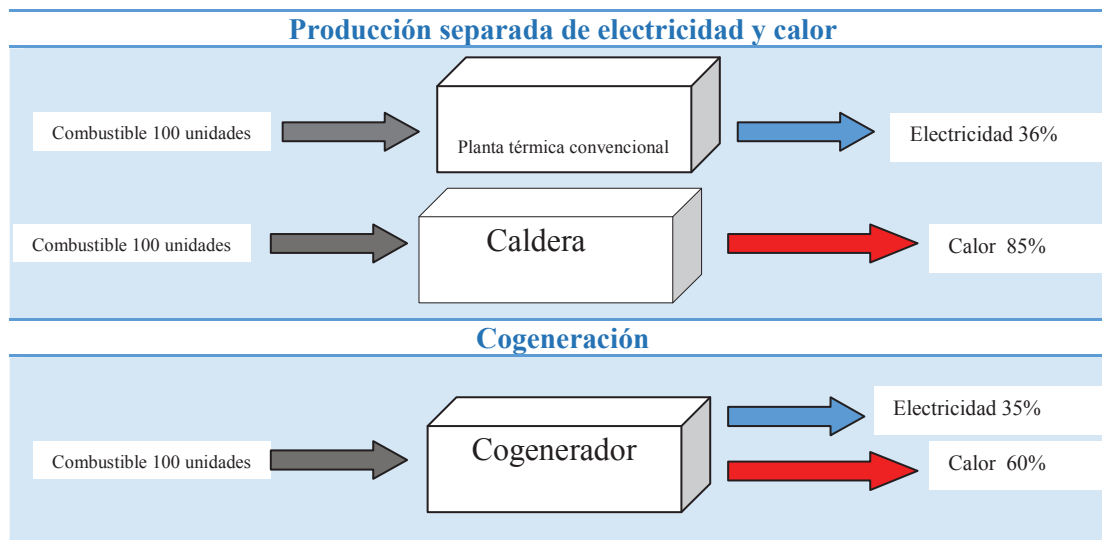 Producción separada de electricidad y calor
Combustible 100 unidades
Planta térmica convencional
Electricidad 36%
Combustible 100 unidades
Caldera
Calor 85%
Cogeneración
Combustible 100 unidades
Cogenerador
Electricidad 35%
Calor 60%